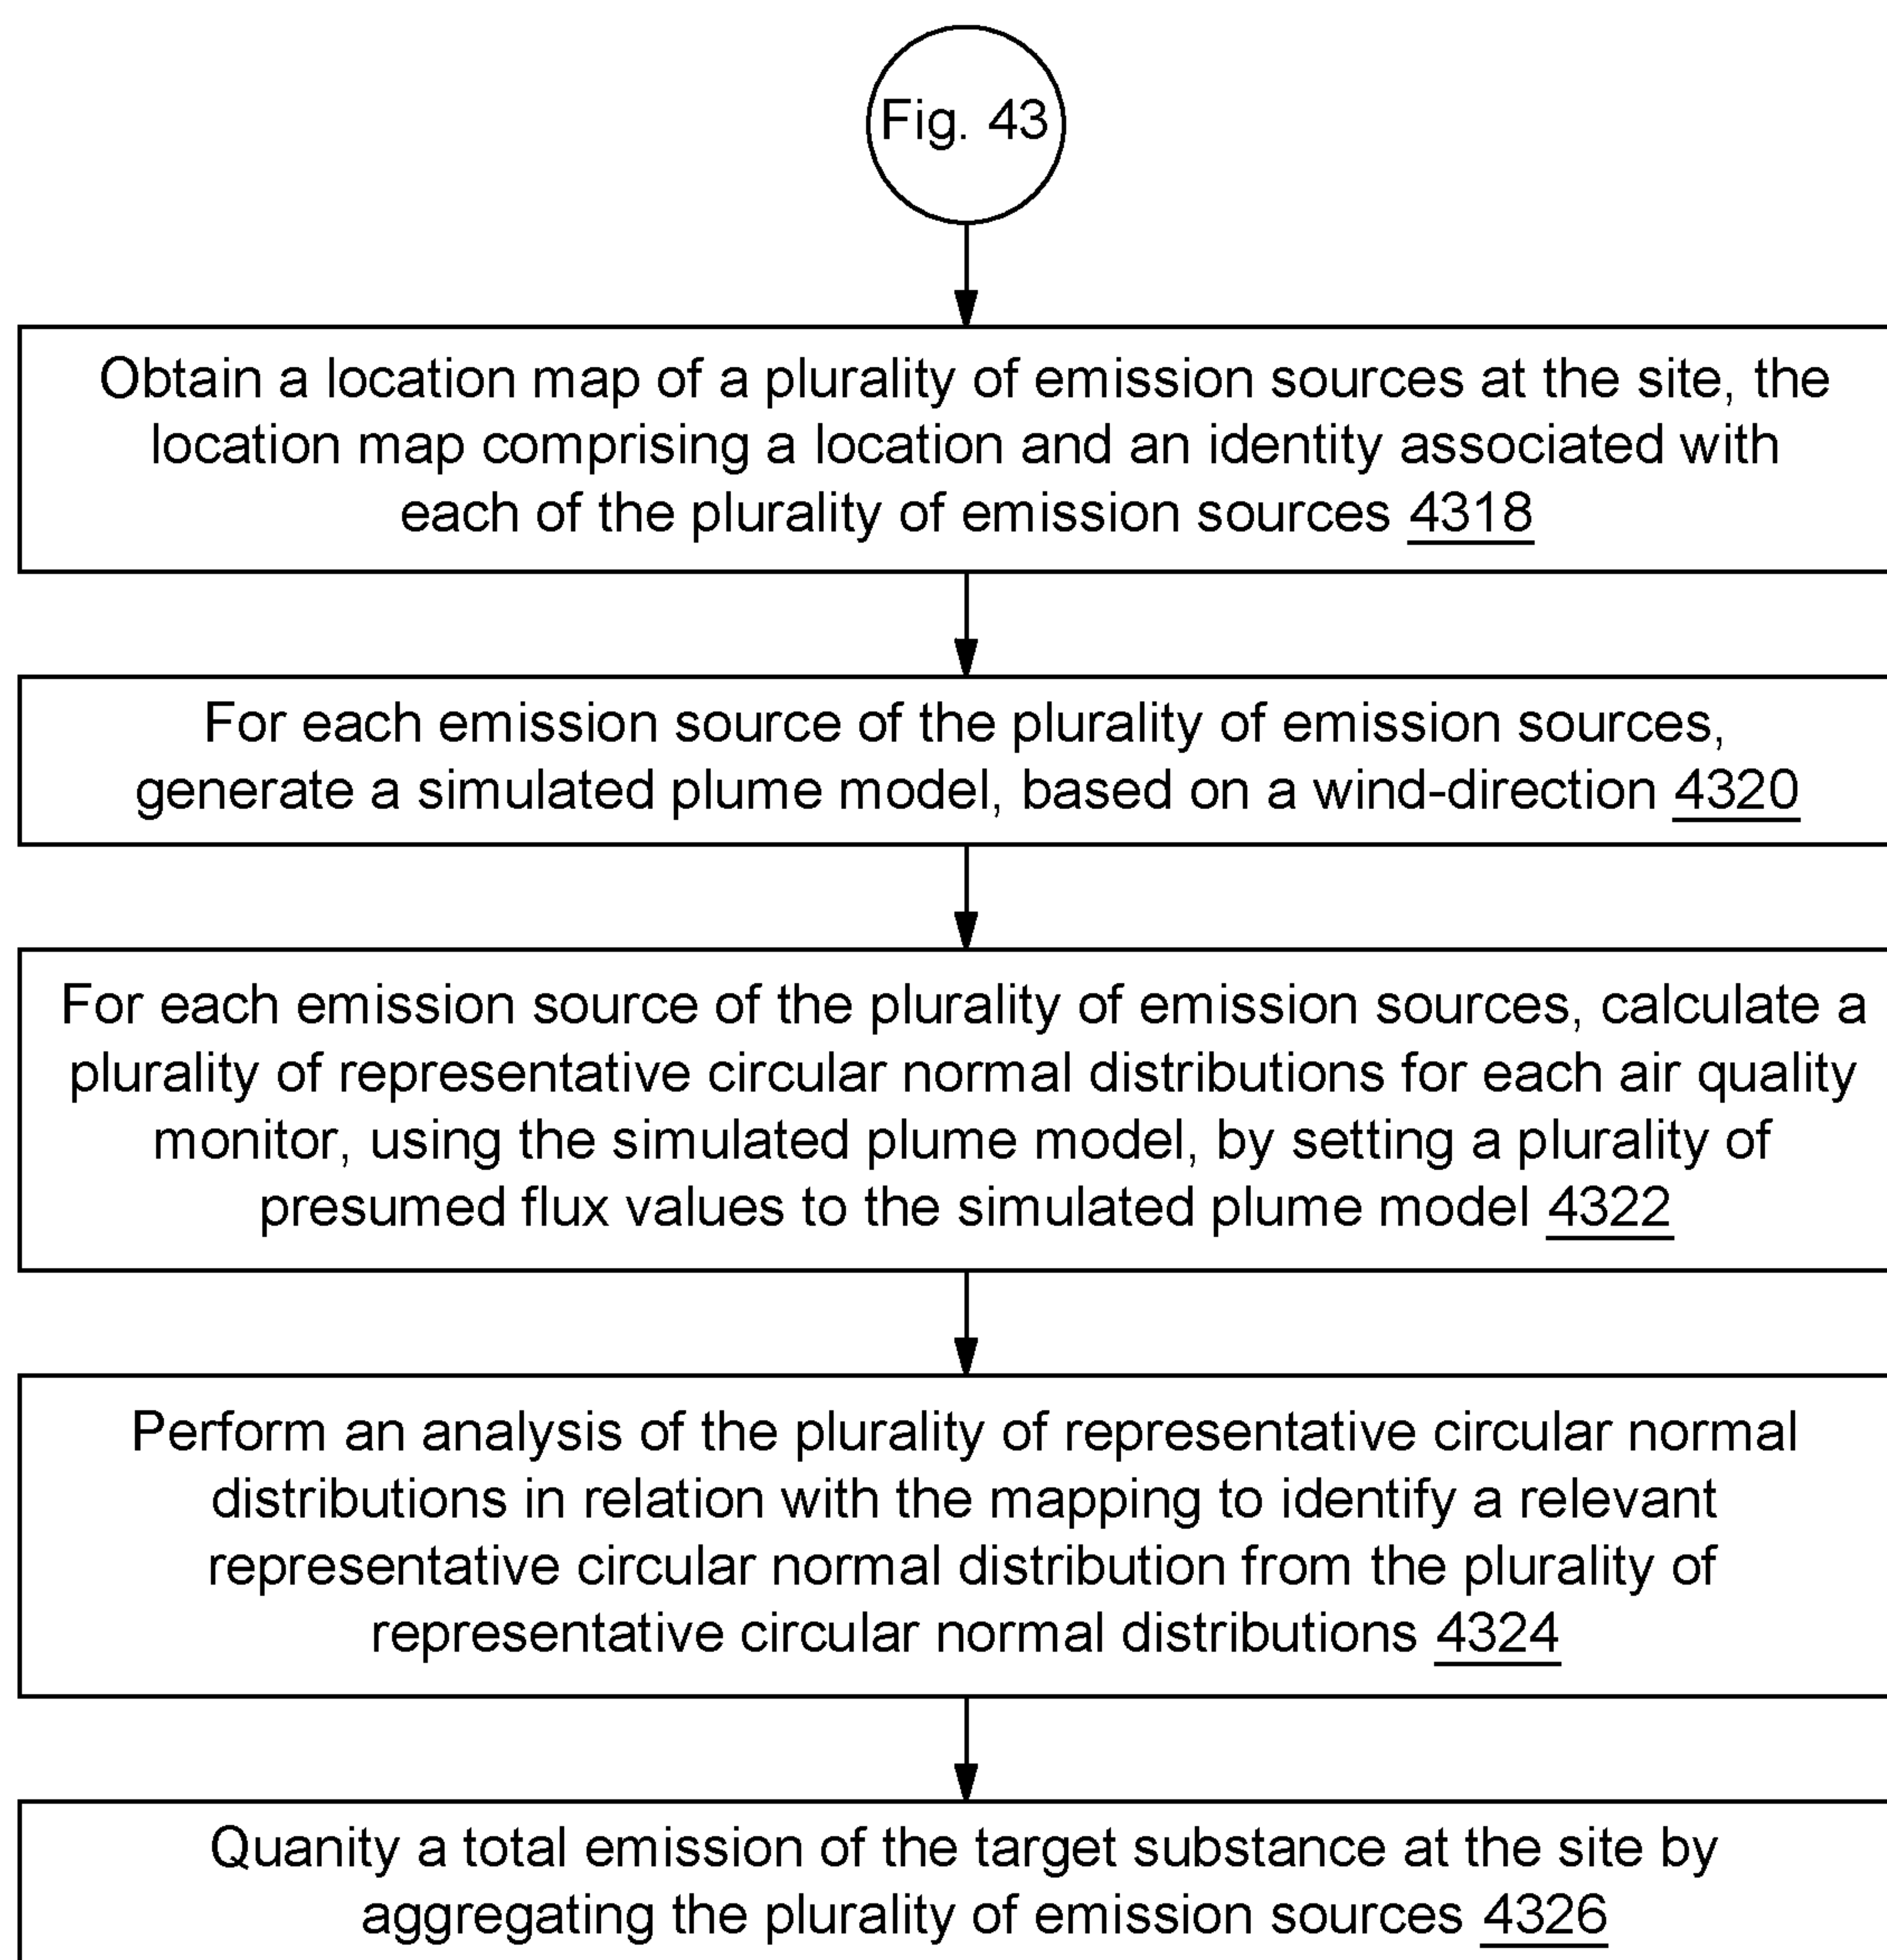 Fig. 43
Obtain a location map of a plurality of emission sources at the site, the
location map comprising a location and an identity associated with
each of the plurality of emission sources 4318
For each emission source of the plurality of emission sources,
generate a simulated plume model, based on a wind-direction 4320
For each emission source of the plurality of emission sources, calculate a
plurality of representative circular normal distributions for each air quality
monitor, using the simulated plume model, by setting a plurality of
presumed flux values to the simulated plume model 4322
Perform an analysis of the plurality of representative circular normal
distributions in relation with the mapping to identify a relevant
representative circular normal distribution from the plurality of
representative circular normal distributions 4324
Quanity a total emission of the target substance at the site by
aggregating the plurality of emission sources 4326